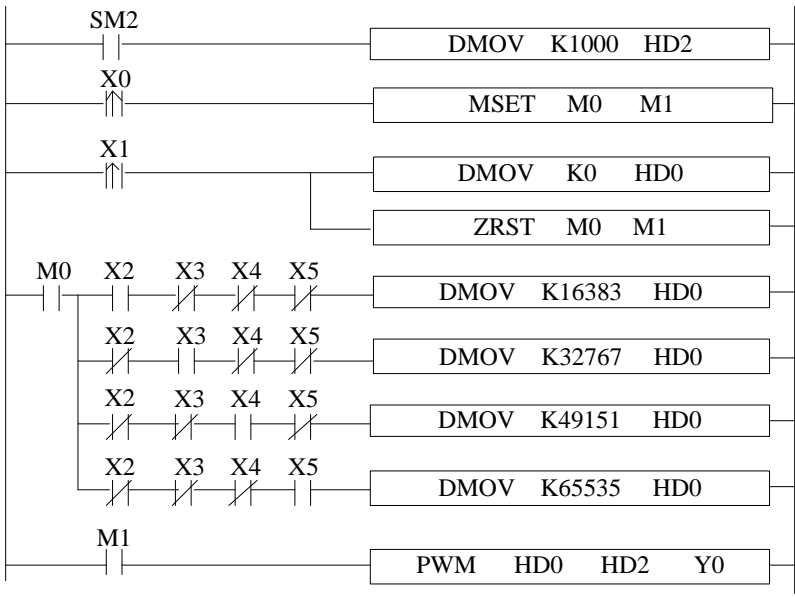 SM2
DMOV K1000 HD2
X0
MSET M0 M1
X1
DMOV K0 HD0
ZRST M0 M1
M0 X2 X3 X4 X5
DMOV K16383 HD0
X2 X3 X4 X5
DMOV K32767 HD0
X2 X3 X4 X5
DMOV K49151 HD0
X2 X3 X4 X5
DMOV K65535 HD0
M1
PWM HD0 HD2 Y0